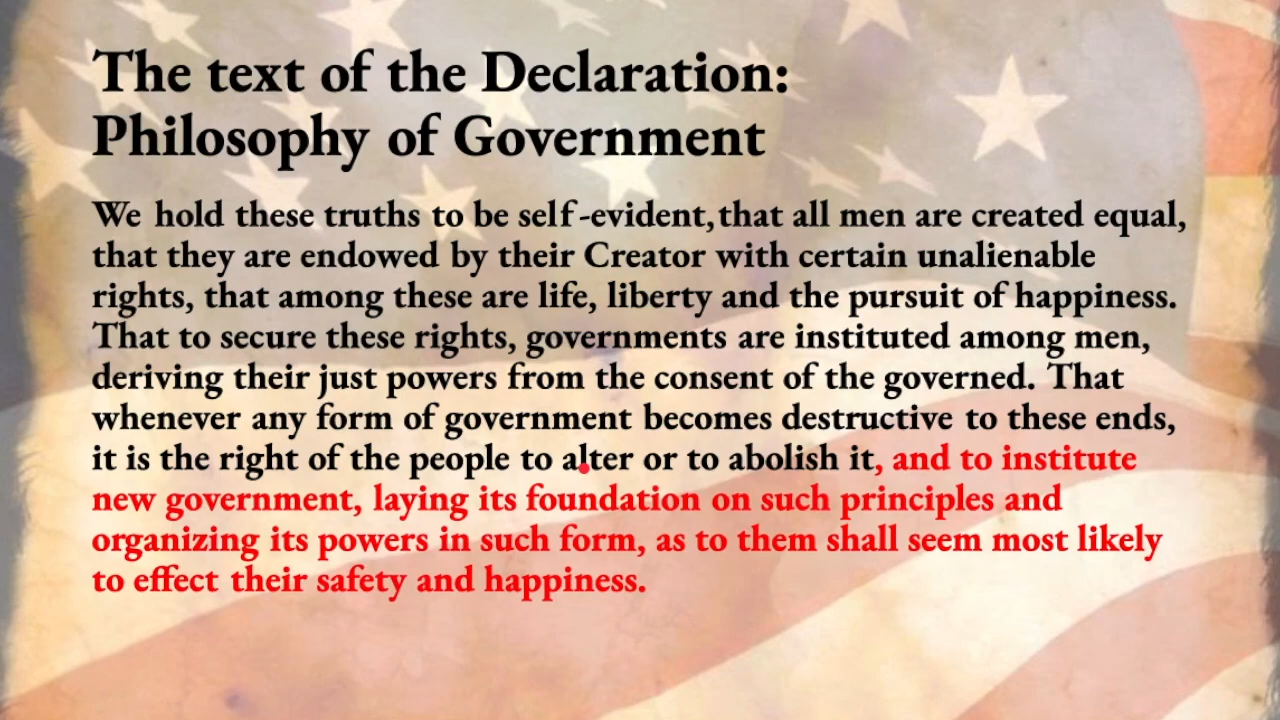 The text of the Declaration:
Philosophy of Government
We hold these truths to be self-evident, that all men are created equal,
that they are endowed by their Creator with certain unalienable
rights, that among these are life, liberty and the pursuit of happiness.
That to secure these rights, governments are instituted among men,
deriving their just powers from the consent of the governed. That
whenever any form of government becomes destructive to these ends,
it is the right of the people to alter or to abolish it, and to institute
new government, laying its foundation on such principles and
organizing its powers in such form, as to them shall seem most likely
to effect their safety and happiness.